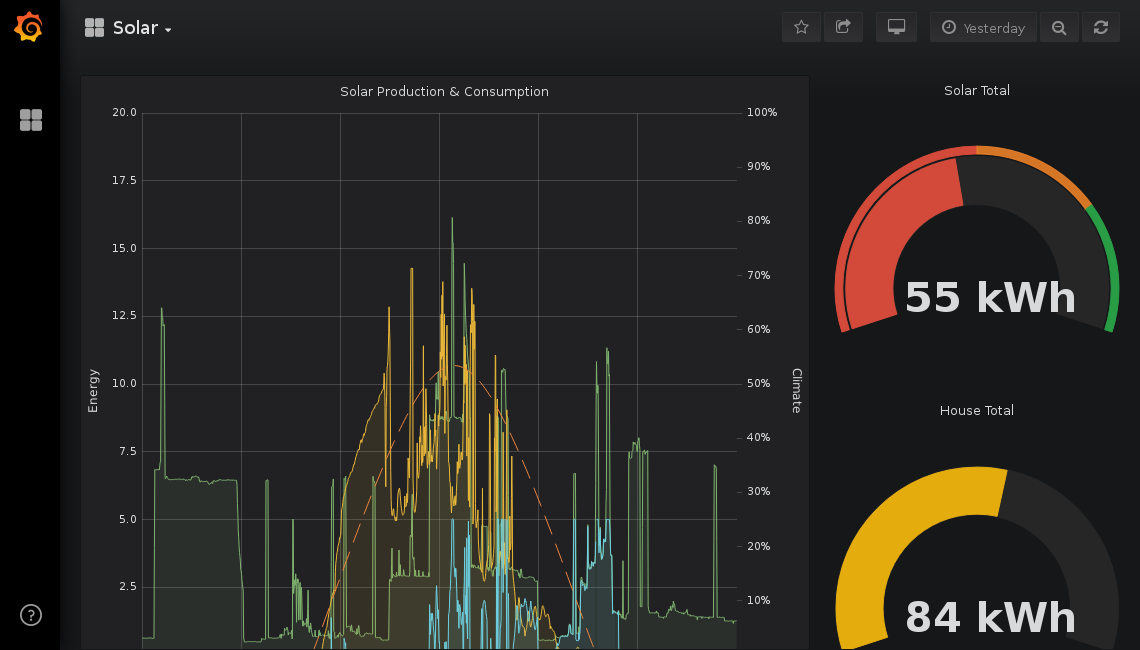 Solar
Yesterday
Solar Production & Consumption
20.0
17.5
15.0
12.5
10.0
7.5
5.0
2.5
Energy
100%
90%
80%
70%
60%
50%
40%
30%
20%
10%
Climate
Solar Total
55 kWh
House Total
84 kWh
?